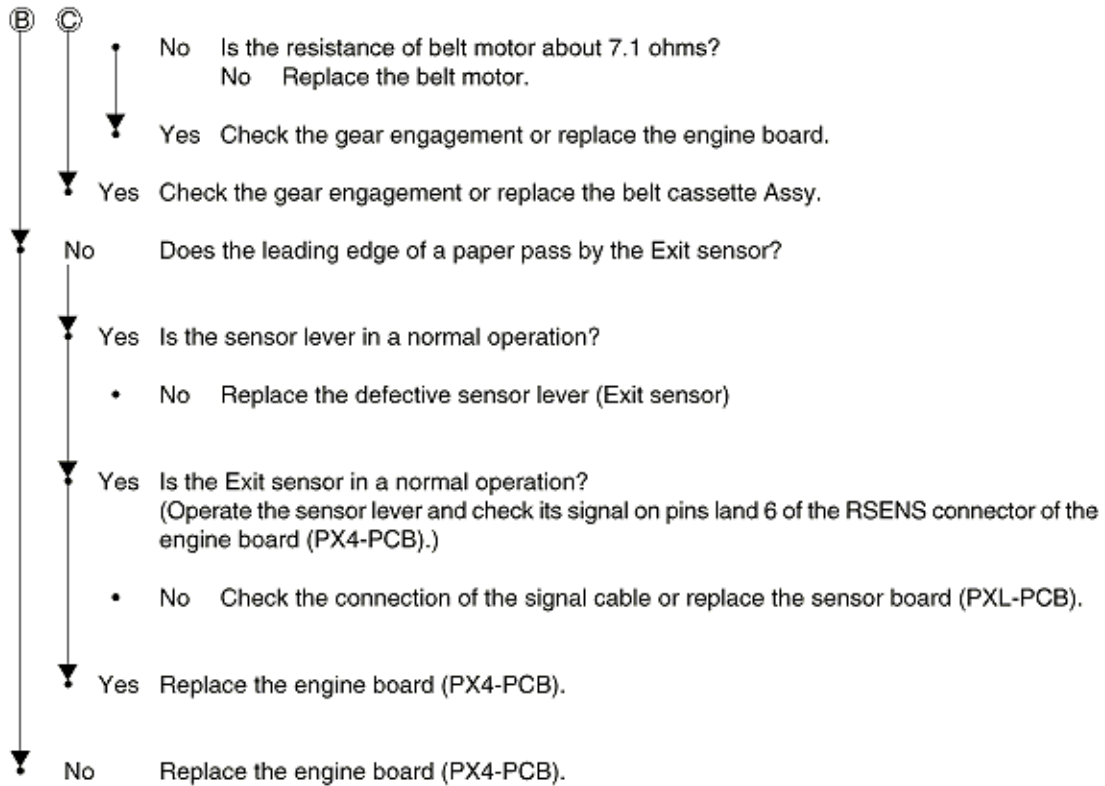 Ⓑ Ⓒ
No Is the resistance of belt motor about 7.1 ohms?
No Replace the belt motor.
Yes Check the gear engagement or replace the engine board.
Yes Check the gear engagement or replace the belt cassette Assy.
No Does the leading edge of a paper pass by the Exit sensor?
Yes Is the sensor lever in a normal operation?
• No Replace the defective sensor lever (Exit sensor)
Yes Is the Exit sensor in a normal operation?
(Operate the sensor lever and check its signal on pins land 6 of the RSENS connector of the
engine board (PX4-PCB).)
• No Check the connection of the signal cable or replace the sensor board (PXL-PCB).
Yes Replace the engine board (PX4-PCB).
No Replace the engine board (PX4-PCB).